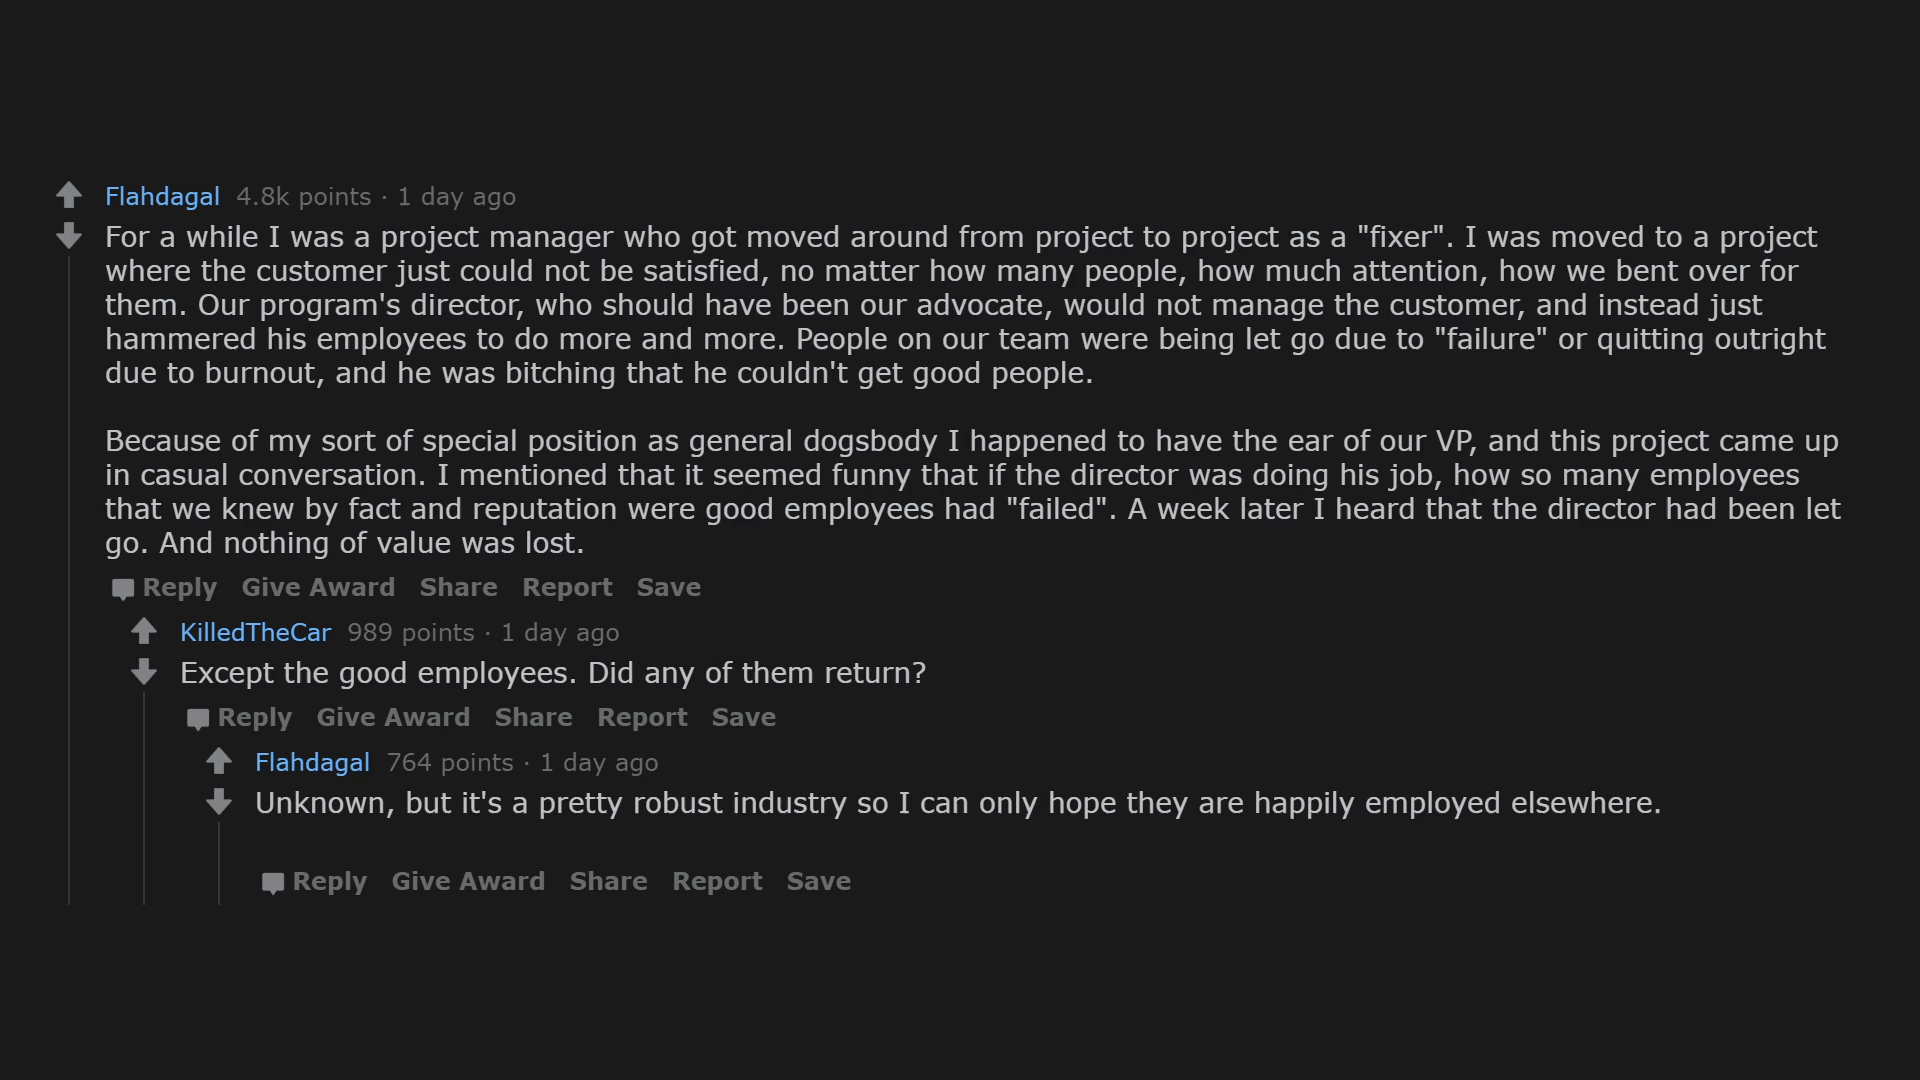 Flahdagal 4.8k points · 1 day ago
For a while I was a project manager who got moved around from project to project as a "fixer". I was moved to a project
where the customer just could not be satisfied, no matter how many people, how much attention, how we bent over for
them. Our program's director, who should have been our advocate, would not manage the customer, and instead just
hammered his employees to do more and more. People on our team were being let go due to "failure" or quitting outright
due to burnout, and he was bitching that he couldn't get good people.
Because of my sort of special position as general dogsbody I happened to have the ear of our VP, and this project came up
in casual conversation. I mentioned that it seemed funny that if the director was doing his job, how so many employees
that we knew by fact and reputation were good employees had "failed". A week later I heard that the director had been let
go. And nothing of value was lost.
Reply Give Award Share Report Save
KilledTheCar 989 points · 1 day ago
Except the good employees. Did any of them return?
Reply Give Award Share Report Save
Flahdagal 764 points · 1 day ago
Unknown, but it's a pretty robust industry so I can only hope they are happily employed elsewhere.
Reply Give Award Share Report Save